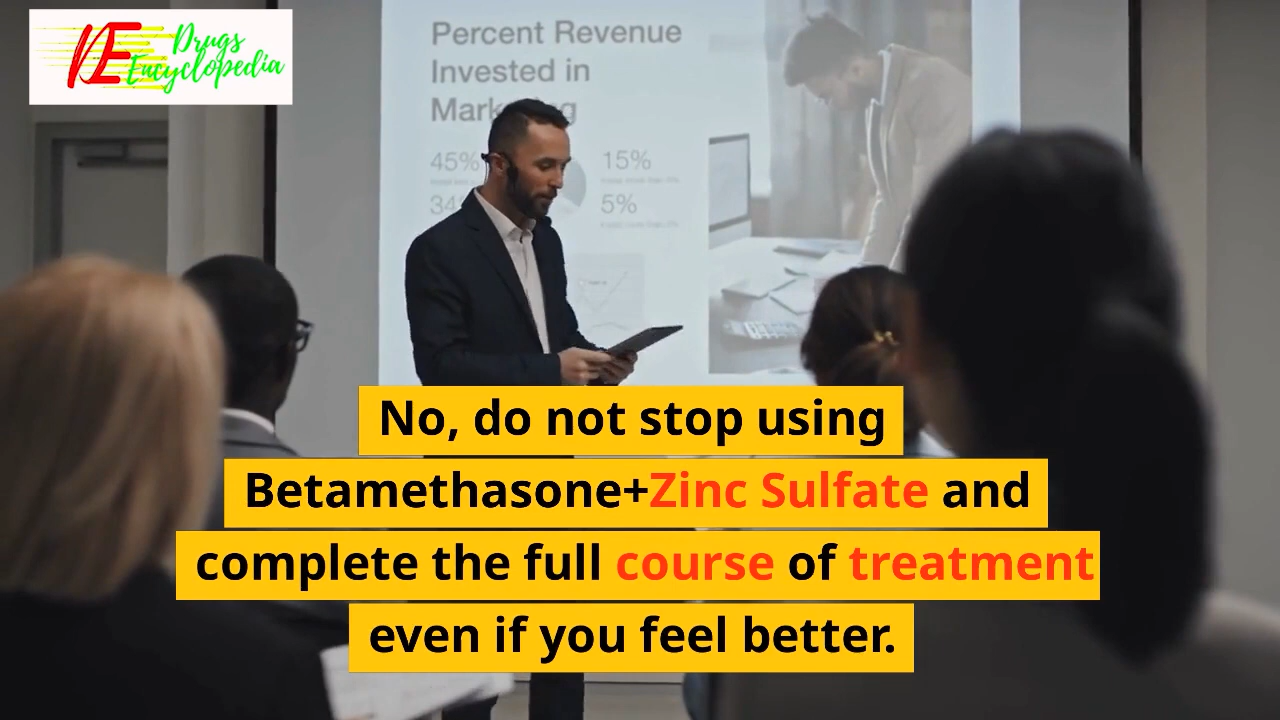 DE Drugs
Encyclopedia
Percent Revenue
Invested in
45%
15%
5%
No, do not stop using
Betamethasone+Zinc Sulfate and
complete the full course of treatment
even if you feel better.